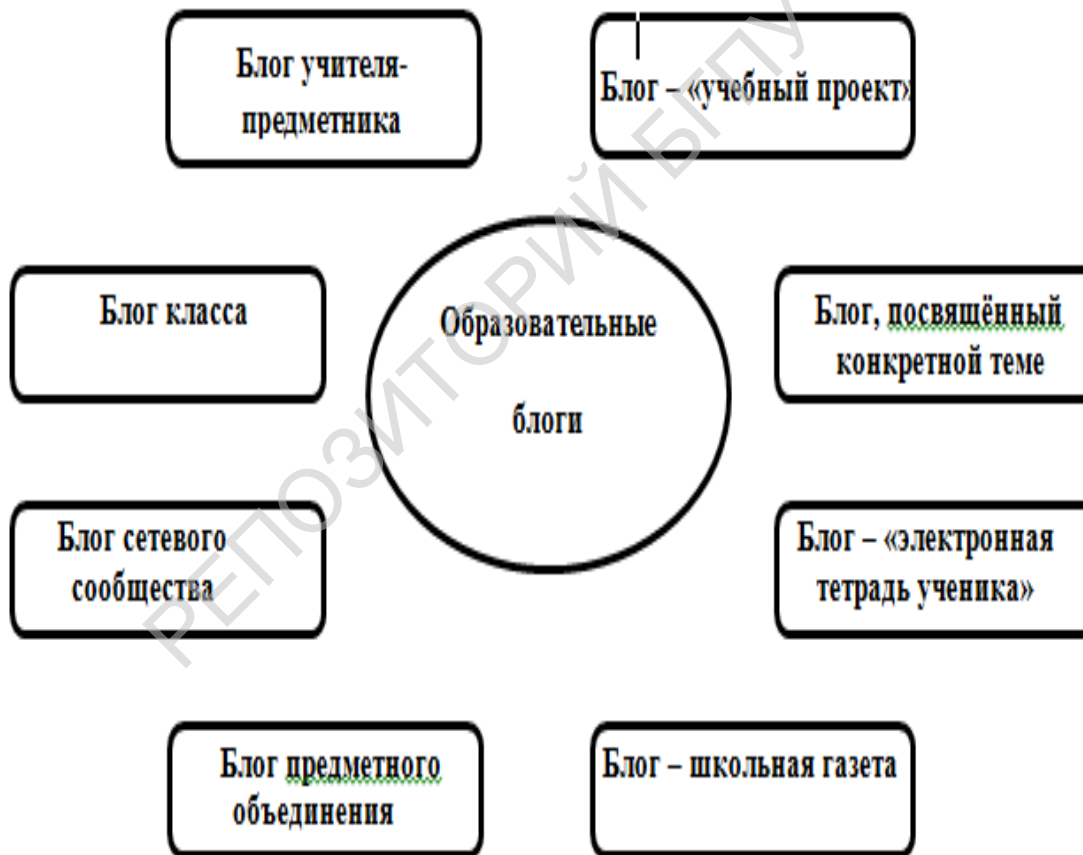 Блог учителя-
предметника
Блог – «учебный проект»
Блог класса
Образовательные
блоги
Блог, посвящённый
конкретной теме
Блог сетевого
сообщества
Блог – «электронная
тетрадь ученика»
Блог предметного
объединения
Блог – школьная газета
РЕПОЗИТОРИЙ БГПУ